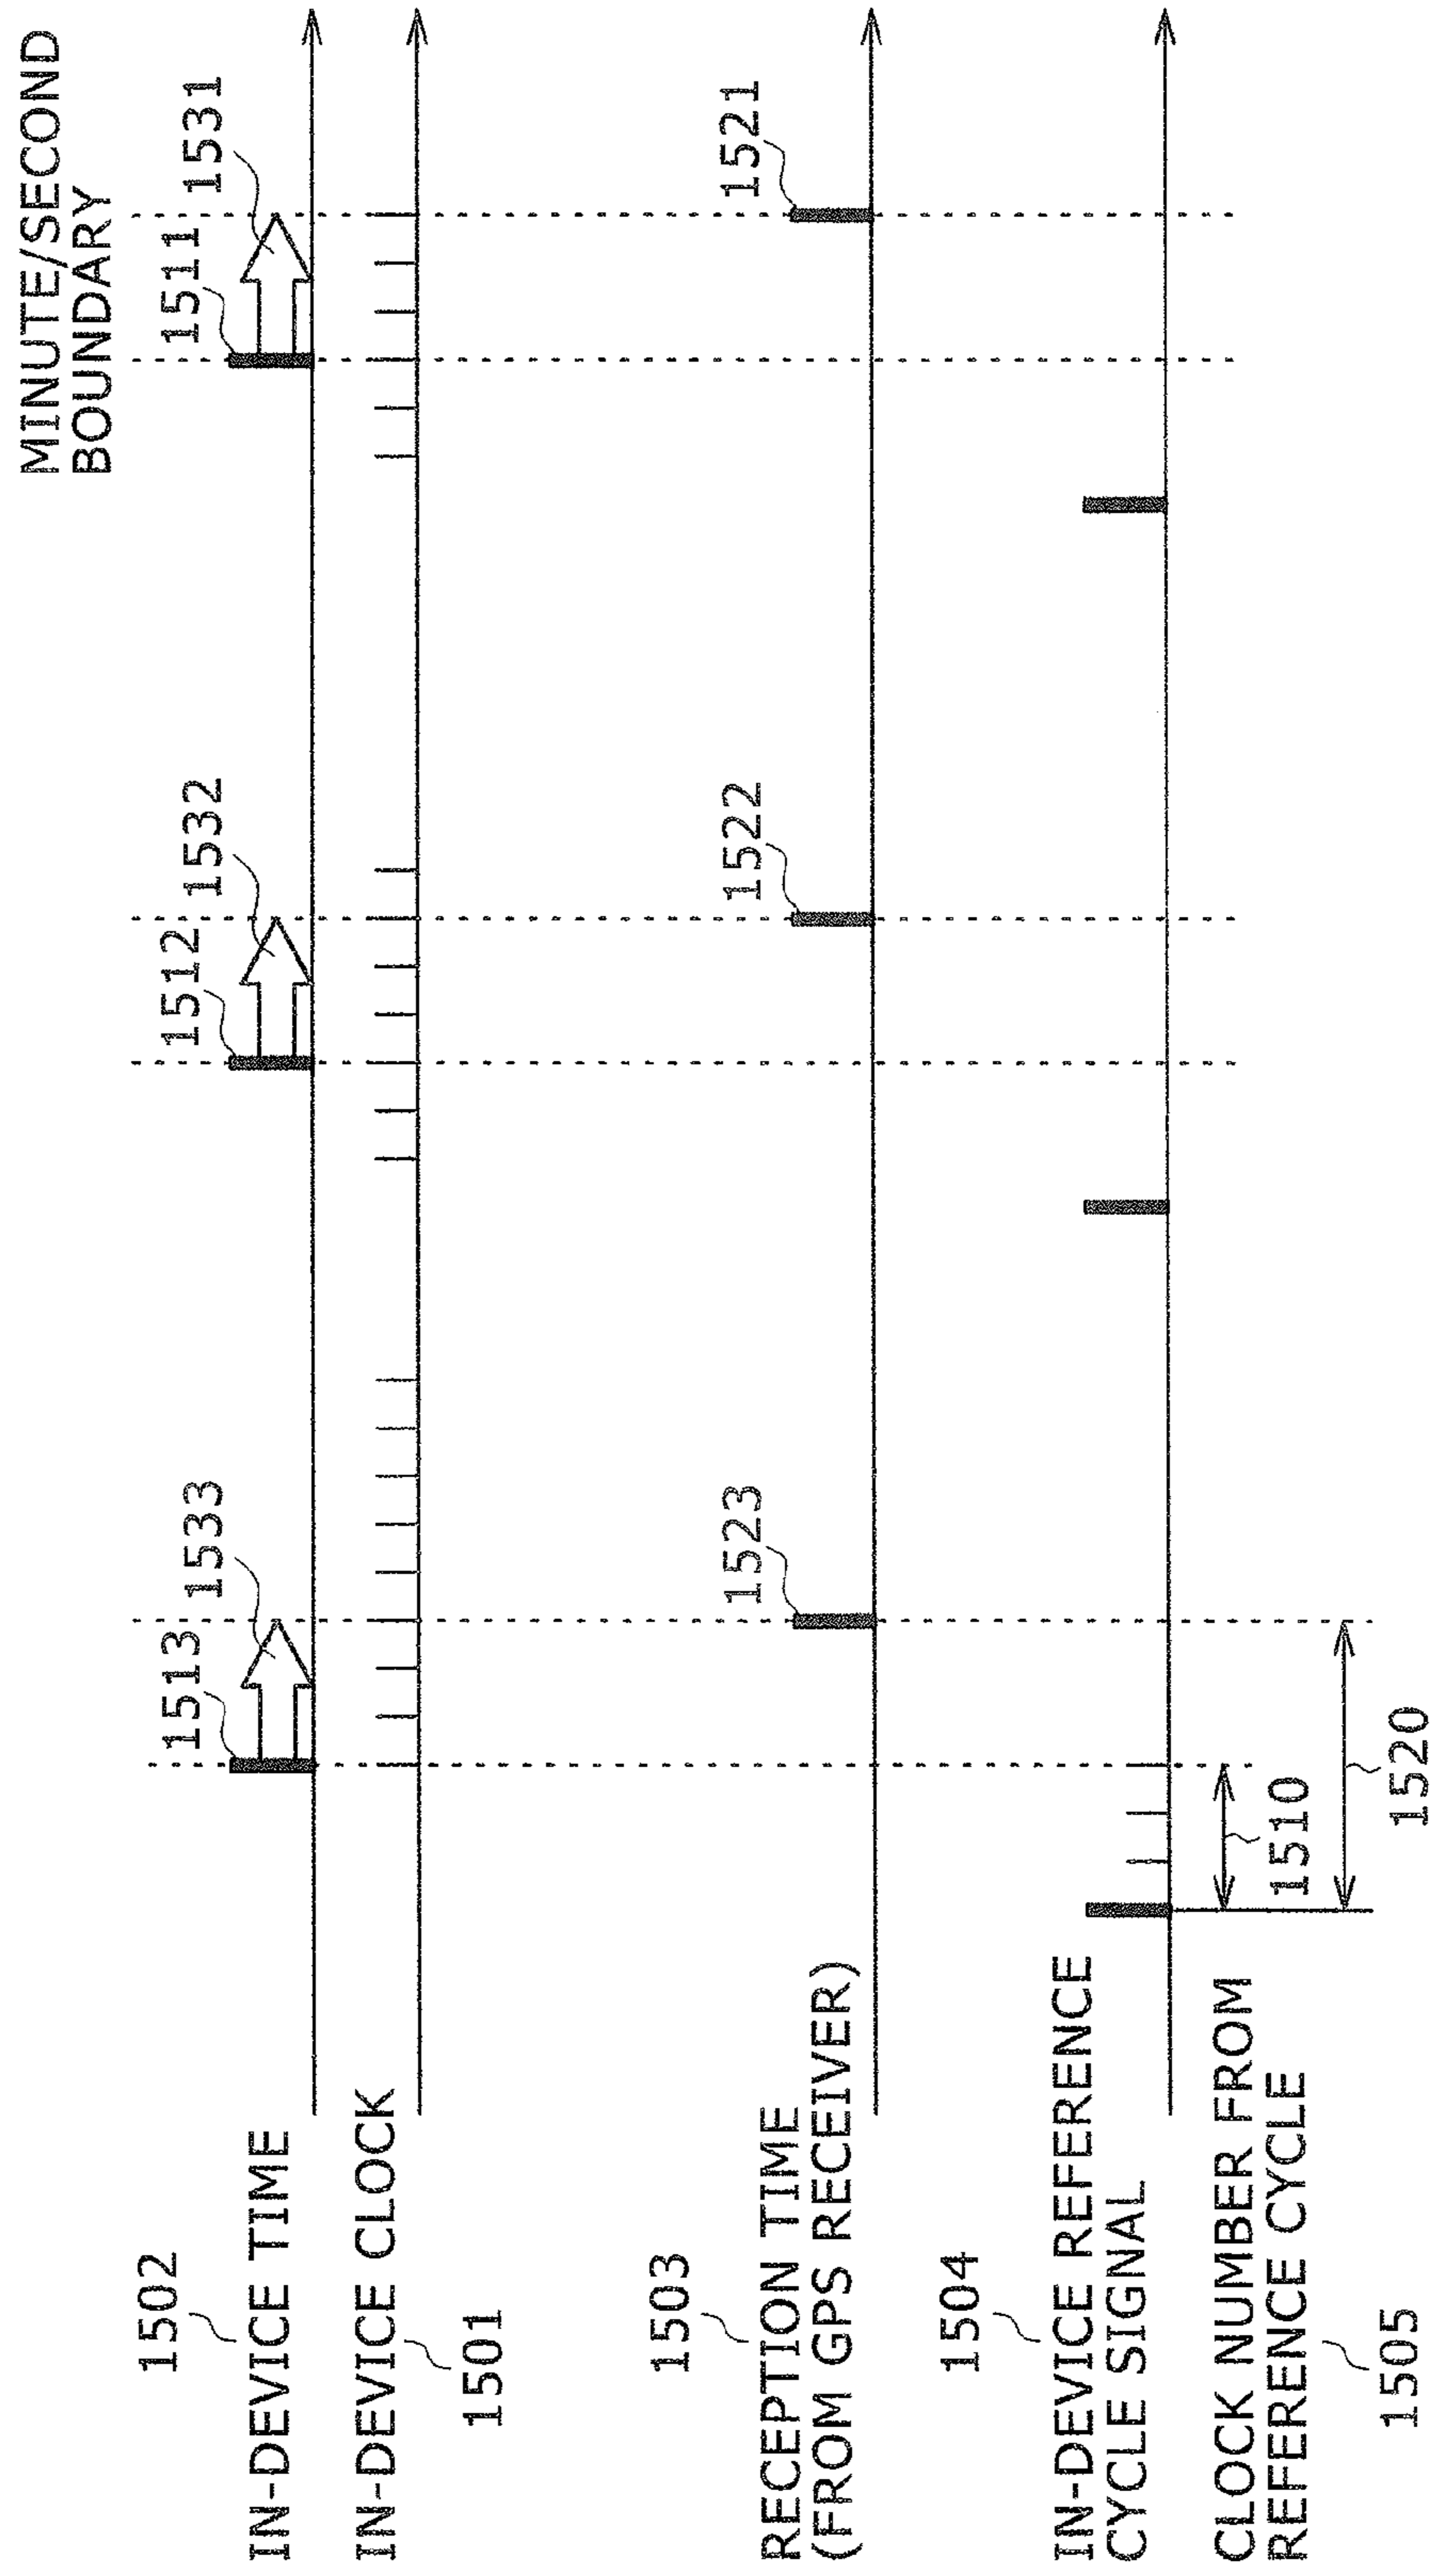 MINUTE/SECOND
BOUNDARY
1513
1533
1512
1532
1511
1531
1502
IN-DEVICE TIME
IN-DEVICE CLOCK
1501
1523
1522
1521
1503
RECEPTION TIME
(FROM GPS RECEIVER)
1504
IN-DEVICE REFERENCE
CYCLE SIGNAL
CLOCK NUMBER FROM
REFERENCE CYCLE
1505
1510
1520